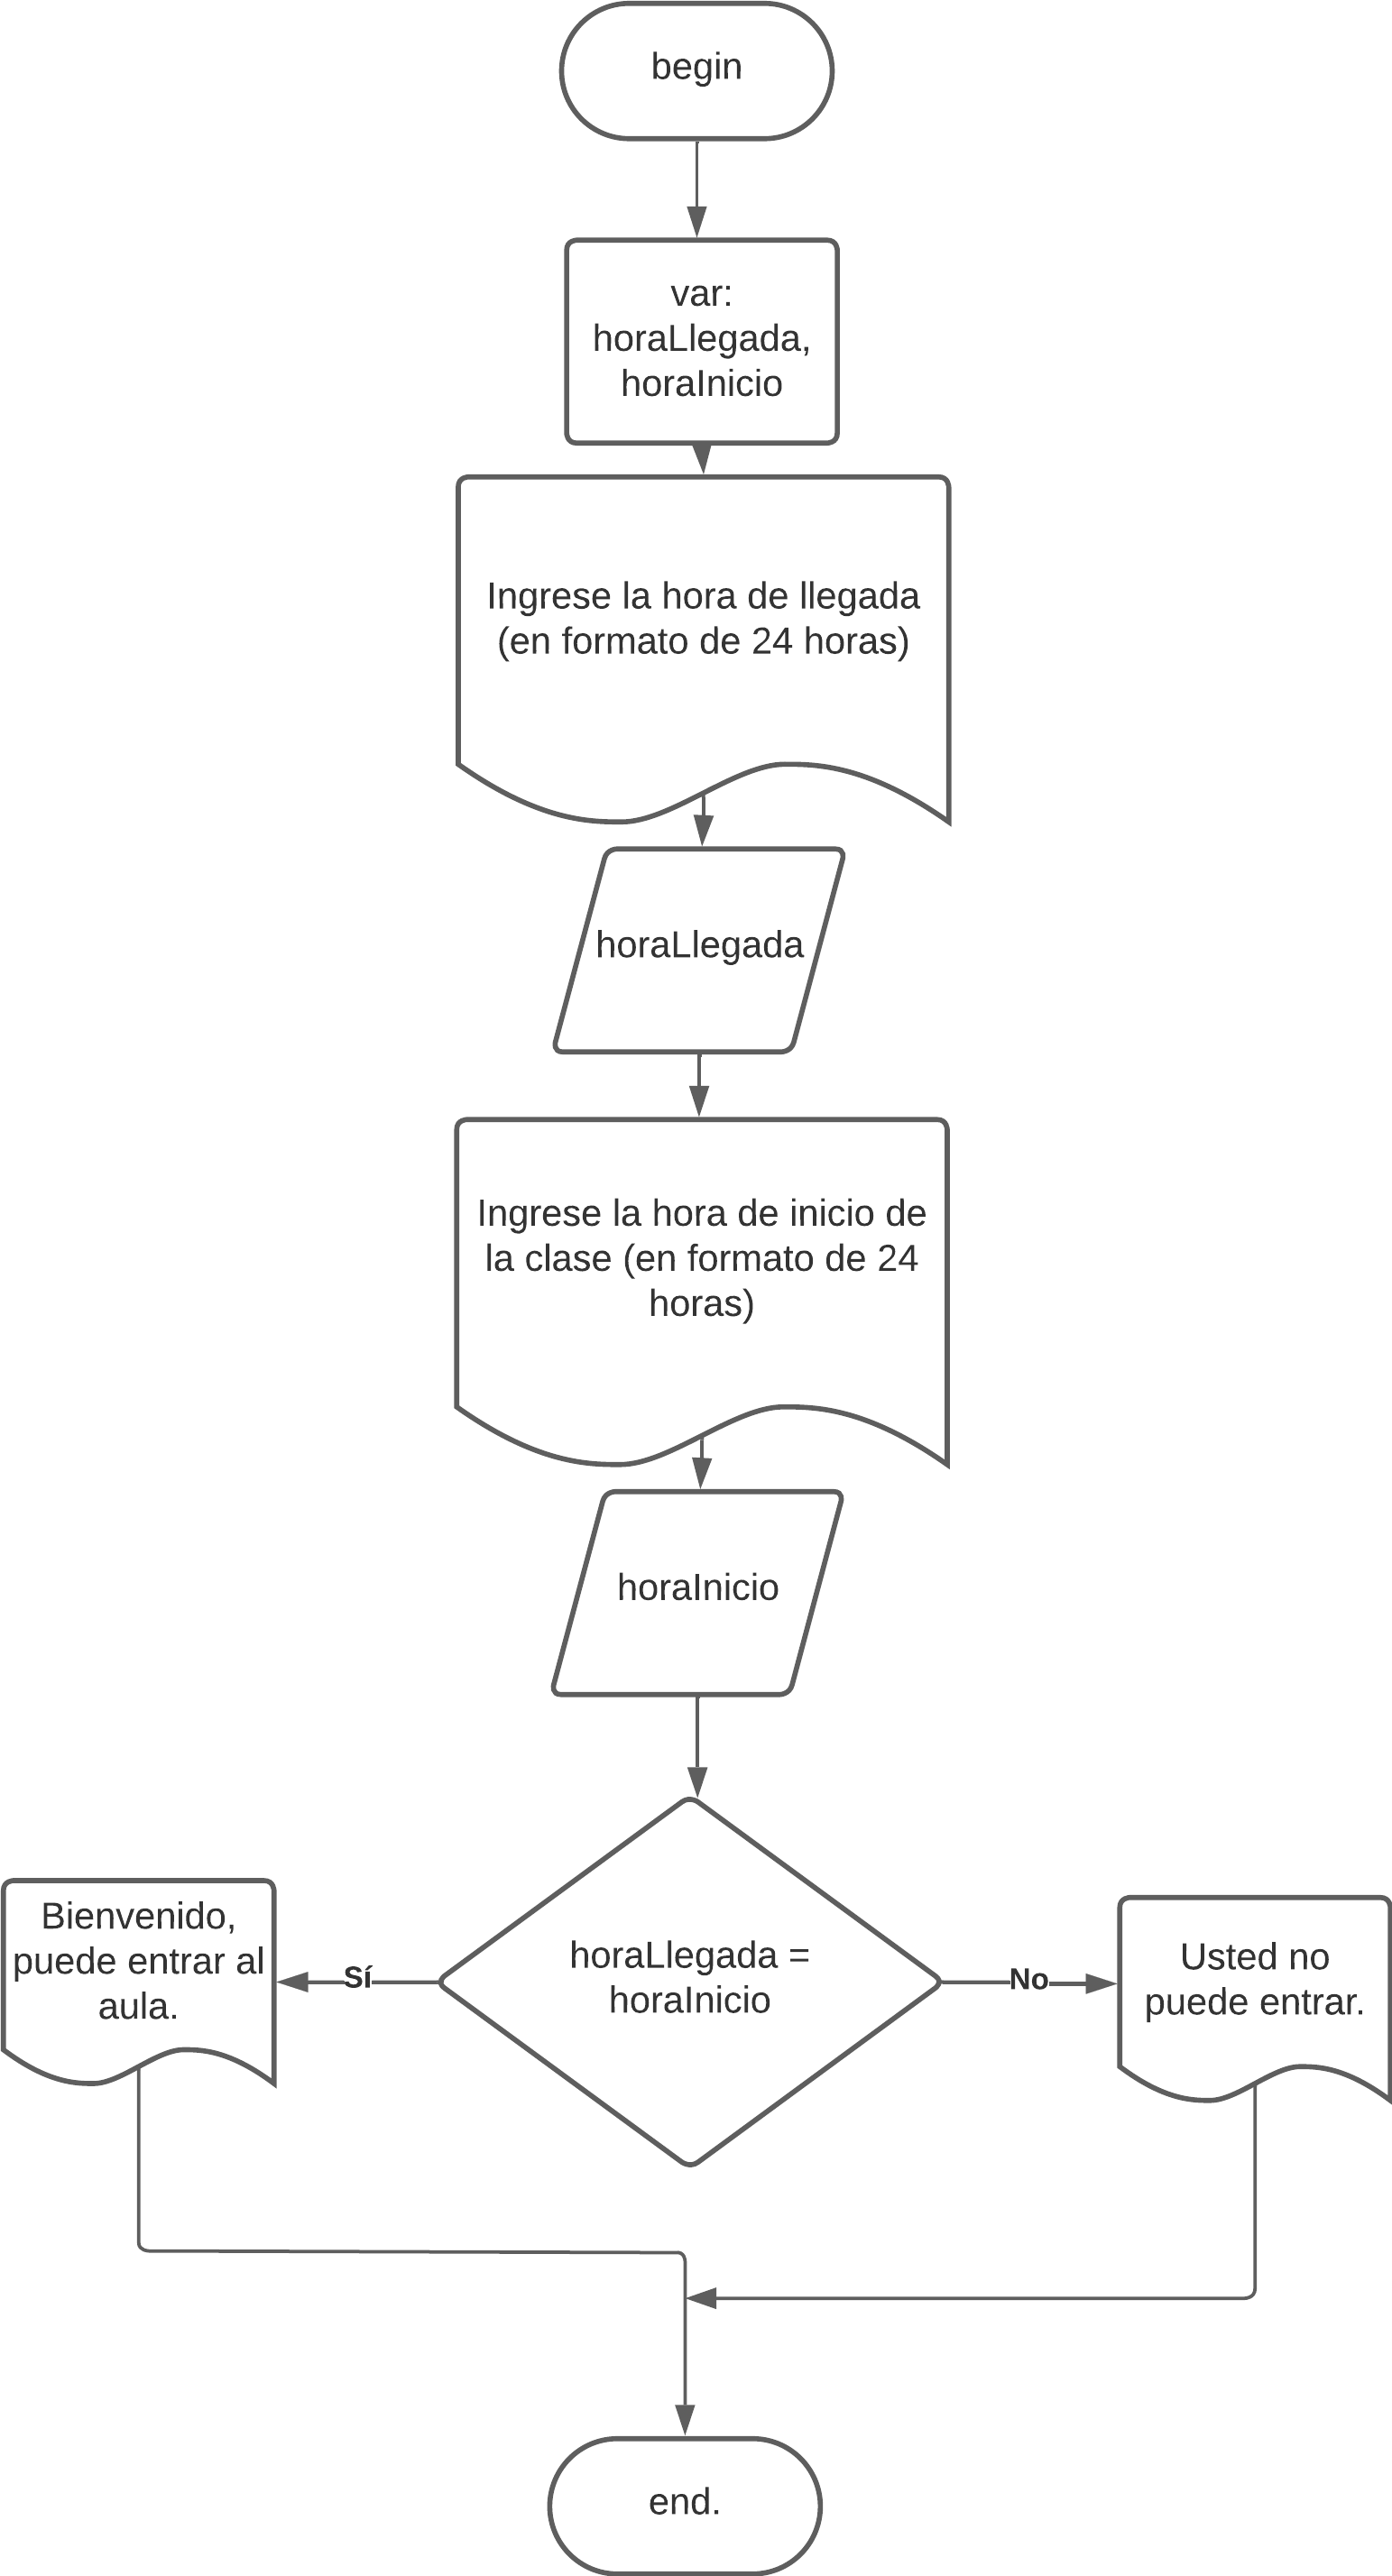 begin
var:
horaLlegada,
horaInicio
Ingrese la hora de llegada
(en formato de 24 horas)
horaLlegada
Ingrese la hora de inicio de
la clase (en formato de 24
horas)
horaInicio
horaLlegada =
horaInicio
Sí
Bienvenido,
puede entrar al
aula.
No
Usted no
puede entrar.
end.